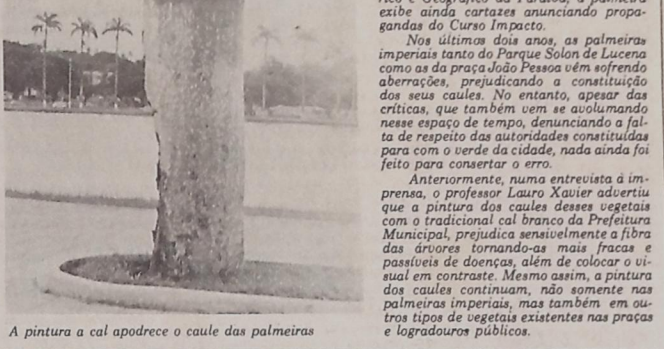 rico e Geográfico da Paraíba, a palmeira
exibe ainda cartazes anunciando propa-
gandas do Curso Impacto.
Nos últimos dois anos, as palmeiras
imperiais tanto do Parque Solon de Lucena
como as da praça João Pessoa vêm sofrendo
aberrações, prejudicando a constituição
dos seus caules. No entanto, apesar das
críticas, que também vem se avolumando
nesse espaço de tempo, denunciando a fal-
ta de respeito das autoridades constituídas
para com o verde da cidade, nada ainda foi
feito para consertar o erro.
Anteriormente, numa entrevista à im-
prensa, o professor Lauro Xavier advertiu
que a pintura dos caules desses vegetais
com o tradicional cal branco da Prefeitura
Municipal, prejudica sensivelmente a fibra
das árvores tornando-as mais fracas e
passíveis de doenças, além de colocar o vi-
sual em contraste. Mesmo assim, a pintura
dos caules continuam, não somente nas
palmeiras imperiais, mas também em ou-
tros tipos de vegetais existentes nas praças
e logradouros públicos.
A pintura a cal apodrece o caule das palmeiras